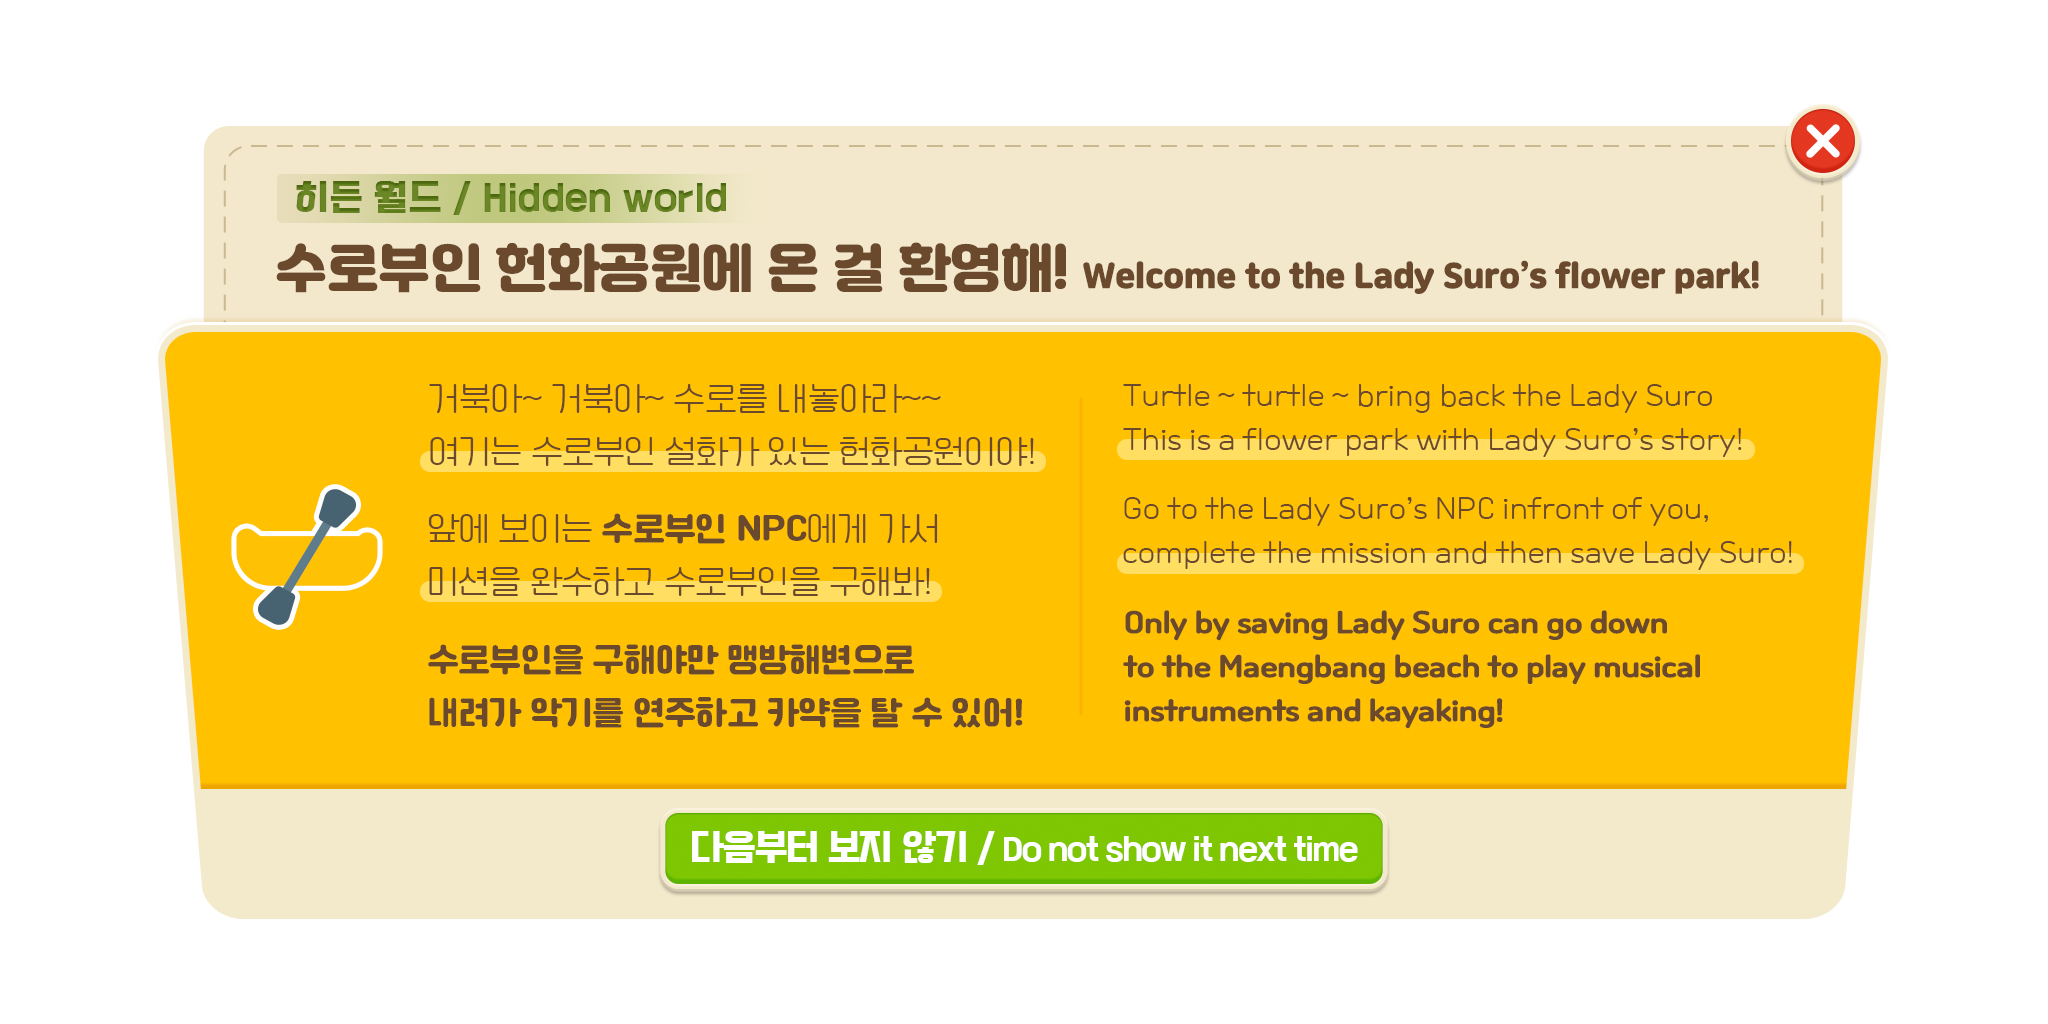 히든 월드 / Hidden world
수로부인 헌화공원에 온 걸 환영해! Welcome to the Lady Suro's flower park!
거북아~ 거북아~ 수로를 내놓아라~~
여기는 수로부인 설화가 있는 헌화공원이야!
앞에 보이는 수로부인 NPC에게 가서
미션을 완수하고 수로부인을 구해봐!
수로부인을 구해야만 맹방해변으로
내려가 악기를 연주하고 카약을 탈 수 있어!
Turtle ~ turtle ~ bring back the Lady Suro
This is a flower park with Lady Suro's story!
Go to the Lady Suro's NPC infront of you,
complete the mission and then save Lady Suro!
Only by saving Lady Suro can go down
to the Maengbang beach to play musical
instruments and kayaking!
다음부터 보지 않기 / Do not show it next time